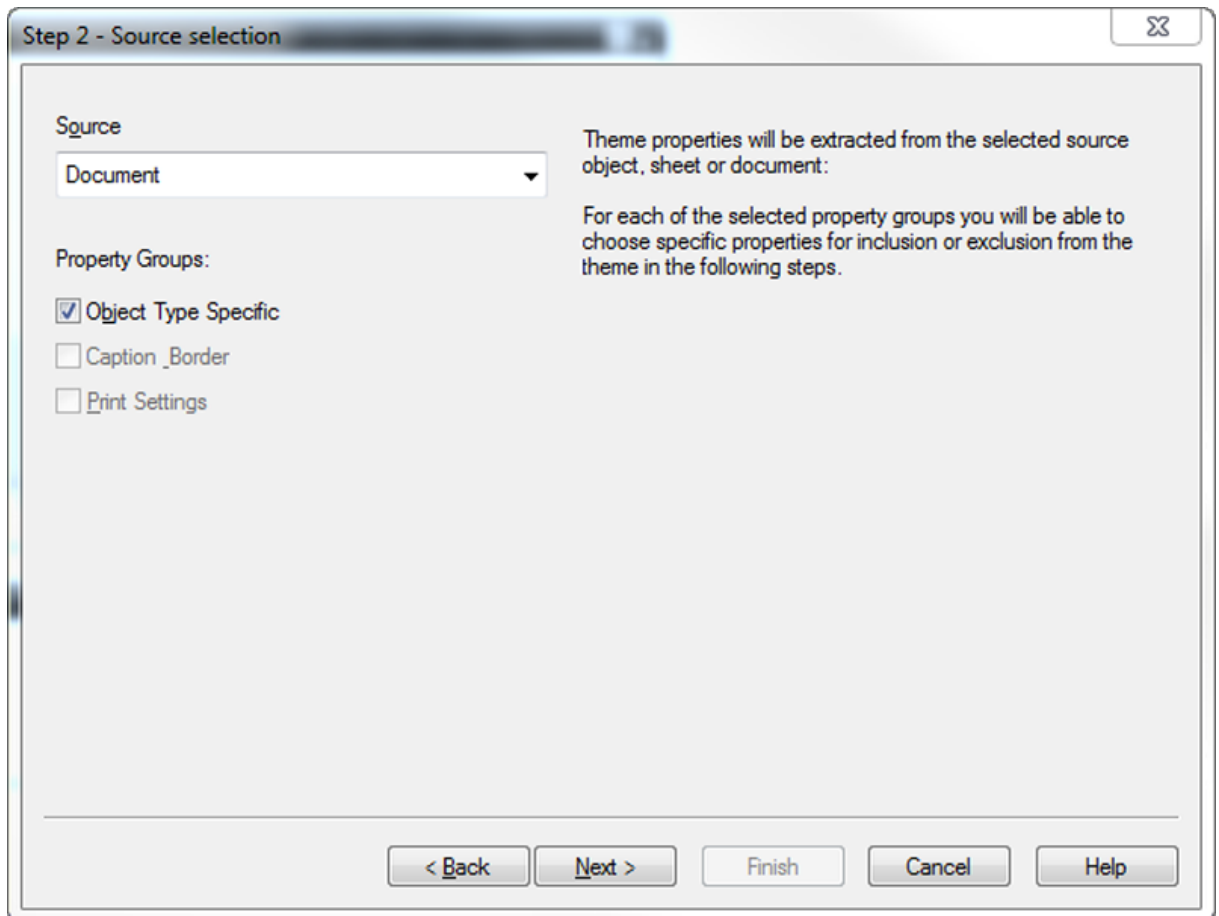 Step 2 - Source selection
Source
Document
Property Groups:
Object Type Specific
Caption _Border
Print Settings
Theme properties will be extracted from the selected source
object, sheet or document:
For each of the selected property groups you will be able to
choose specific properties for inclusion or exclusion from the
theme in the following steps.
< Back
Next >
Finish
Cancel
Help